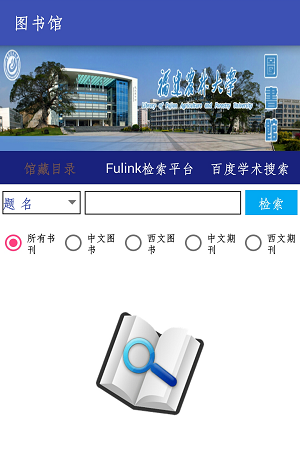 图书馆
福建农林大学
Library of Fujian Agriculture and Forestry University
圖書館
馆藏目录 Fulink检索平台 百度学术搜索
题 名 检索
所有书刊 中文图书 西文图书 中文期刊 西文期刊